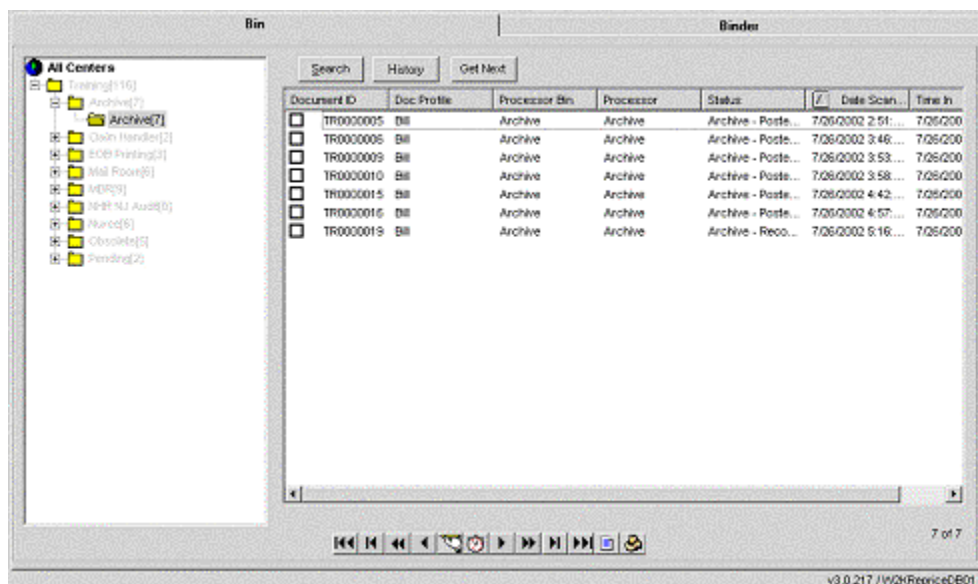 Bin Binder
All Centers
Training[116]
Archive[7]
Archive[7]
Claim Handler[2]
EOB Printing[3]
Mail Room[6]
MBR[9]
NHR NJ Audit[8]
Nurse[6]
Obsolete[5]
Pending[2]
Search History Get Next
Document ID Doc Profile Processor Bin Processor Status Date Scan... Time In
TR0000005 Bill Archive Archive Archive - Poste... 7/26/2002 2:51:... 7/26/200
TR0000006 Bill Archive Archive Archive - Poste... 7/26/2002 3:46:... 7/26/200
TR0000009 Bill Archive Archive Archive - Poste... 7/26/2002 3:53:... 7/26/200
TR0000010 Bill Archive Archive Archive - Poste... 7/26/2002 3:58:... 7/26/200
TR0000015 Bill Archive Archive Archive - Poste... 7/26/2002 4:42:... 7/26/200
TR0000016 Bill Archive Archive Archive - Poste... 7/26/2002 4:57:... 7/26/200
TR0000019 Bill Archive Archive Archive - Reco... 7/26/2002 5:16:... 7/26/200
7 of 7
v3.0.217 / W2KRepriceDE01